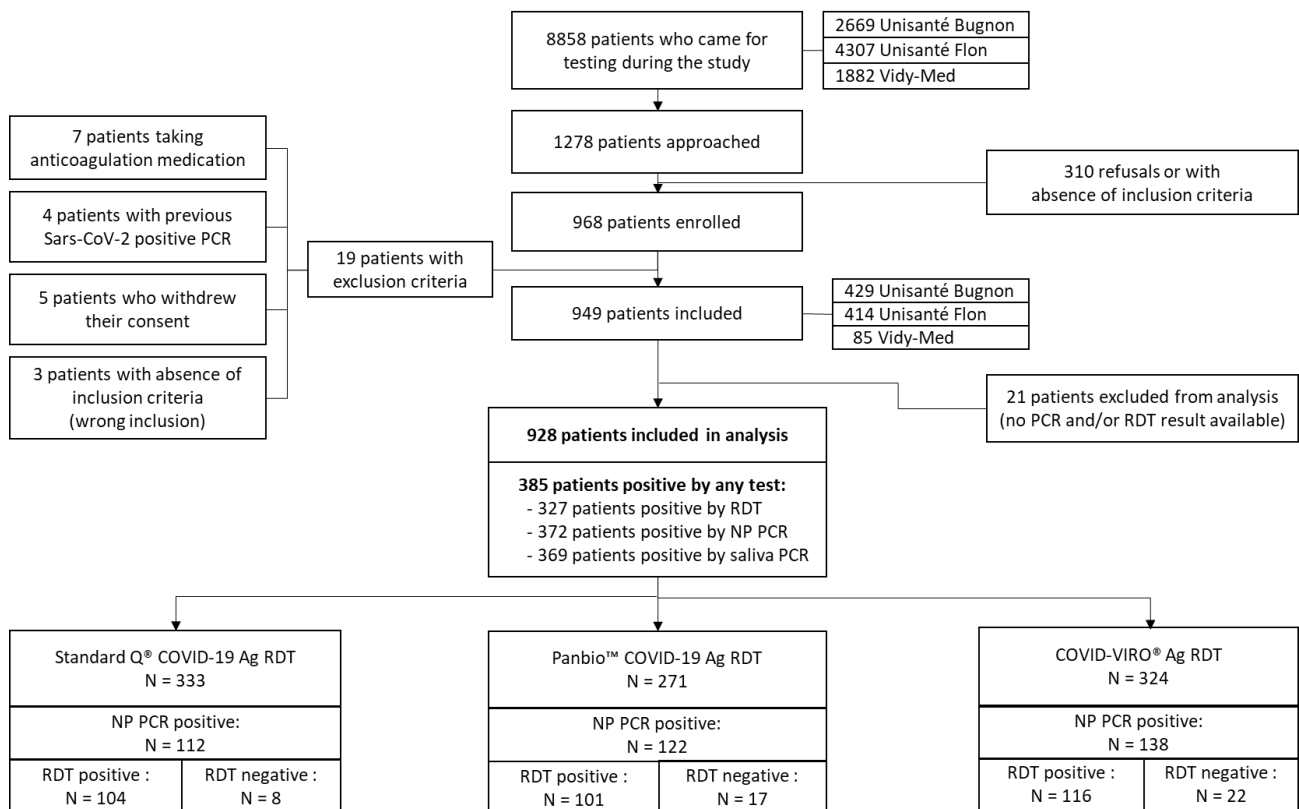 8858 patients who came for
testing during the study
2669 Unisanté Bugnon
4307 Unisanté Flon
1882 Vidy-Med
1278 patients approached
310 refusals or with
absence of inclusion criteria
968 patients enrolled
7 patients taking
anticoagulation medication
4 patients with previous
Sars-CoV-2 positive PCR
5 patients who withdrew
their consent
3 patients with absence of
inclusion criteria
(wrong inclusion)
19 patients with
exclusion criteria
949 patients included
429 Unisanté Bugnon
414 Unisanté Flon
85 Vidy-Med
21 patients excluded from analysis
(no PCR and/or RDT result available)
928 patients included in analysis
385 patients positive by any test:
- 327 patients positive by RDT
- 372 patients positive by NP PCR
- 369 patients positive by saliva PCR
Standard Q® COVID-19 Ag RDT
N = 333
NP PCR positive:
N = 112
RDT positive :
N = 104
RDT negative :
N = 8
Panbio™ COVID-19 Ag RDT
N = 271
NP PCR positive:
N = 122
RDT positive :
N = 101
RDT negative :
N = 17
COVID-VIRO® Ag RDT
N = 324
NP PCR positive:
N = 138
RDT positive :
N = 116
RDT negative :
N = 22